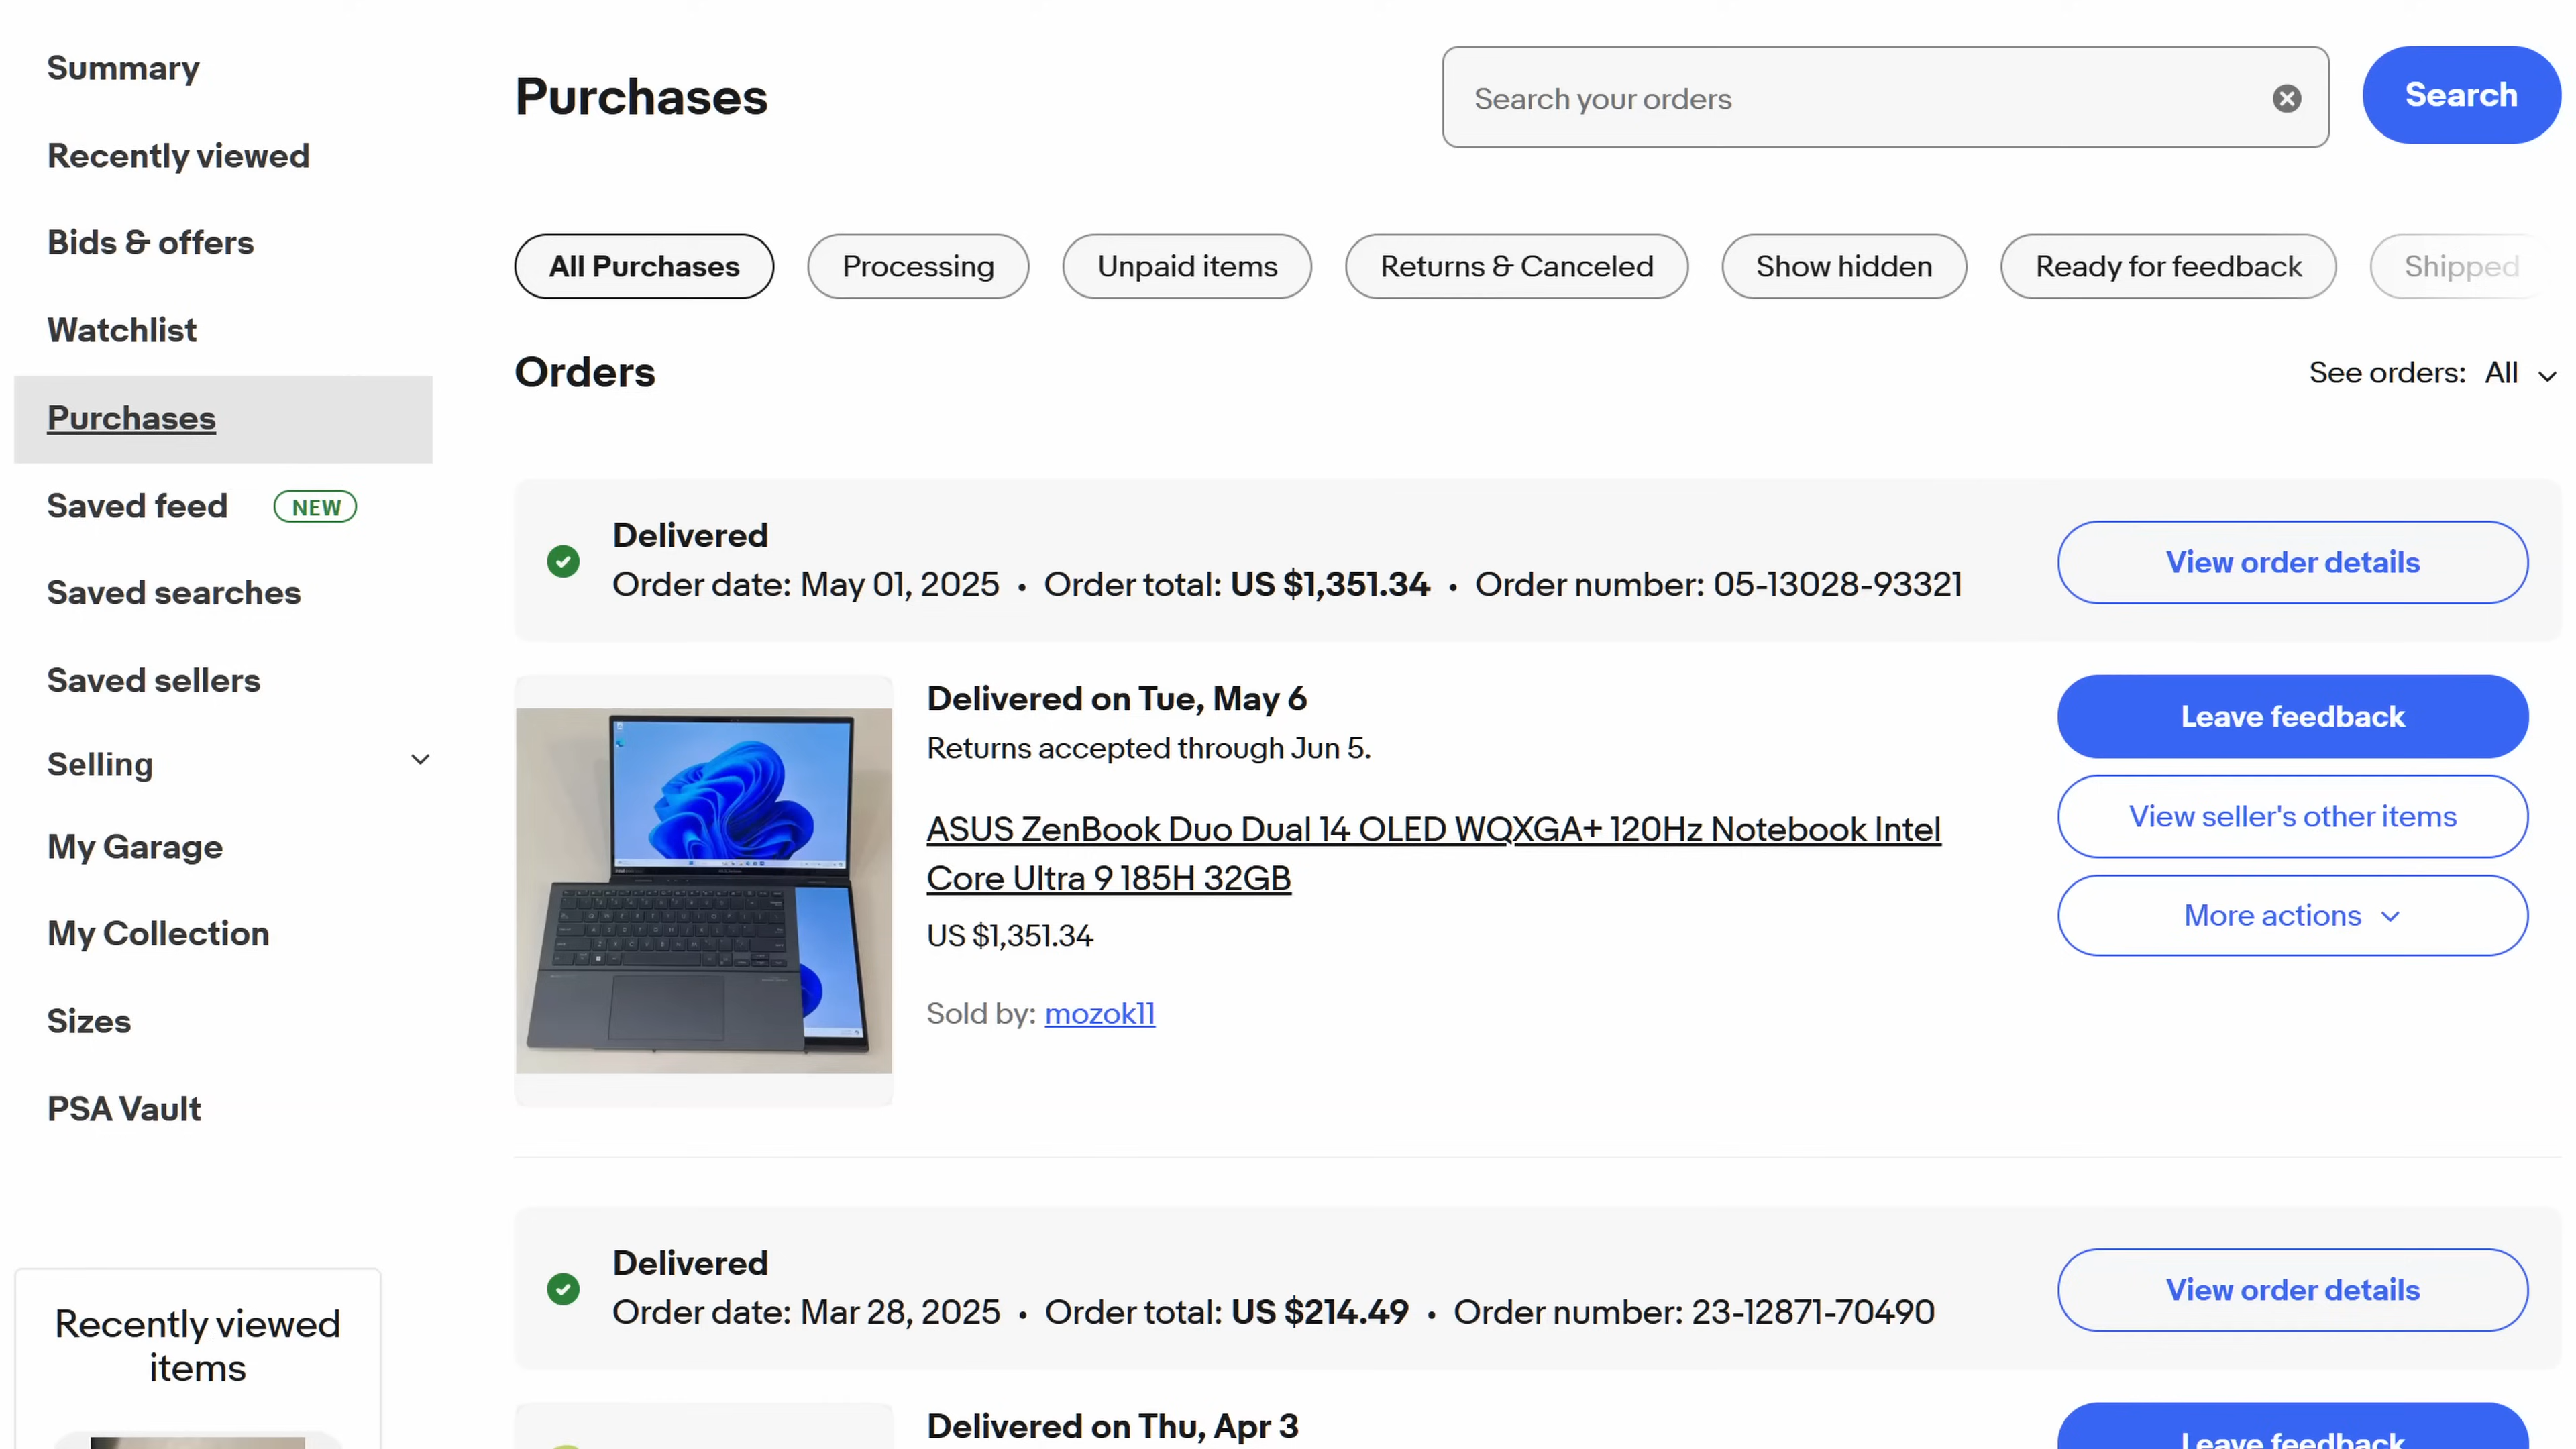 Summary
Recently viewed
Bids & offers
Watchlist
Purchases
Saved feed NEW
Saved searches
Saved sellers
Selling
My Garage
My Collection
Sizes
PSA Vault
Recently viewed
items
Purchases
Search your orders
Search
All Purchases
Processing
Unpaid items
Returns & Canceled
Show hidden
Ready for feedback
Shipped
Orders
See orders: All
Delivered
Order date: May 01, 2025 • Order total: US $1,351.34 • Order number: 05-13028-93321
View order details
Delivered on Tue, May 6
Returns accepted through Jun 5.
ASUS ZenBook Duo Dual 14 OLED WQXGA+ 120Hz Notebook Intel
Core Ultra 9 185H 32GB
US $1,351.34
Sold by: mozok11
Leave feedback
View seller's other items
More actions
Delivered
Order date: Mar 28, 2025 • Order total: US $214.49 • Order number: 23-12871-70490
View order details
Delivered on Thu, Apr 3
Leave feedback